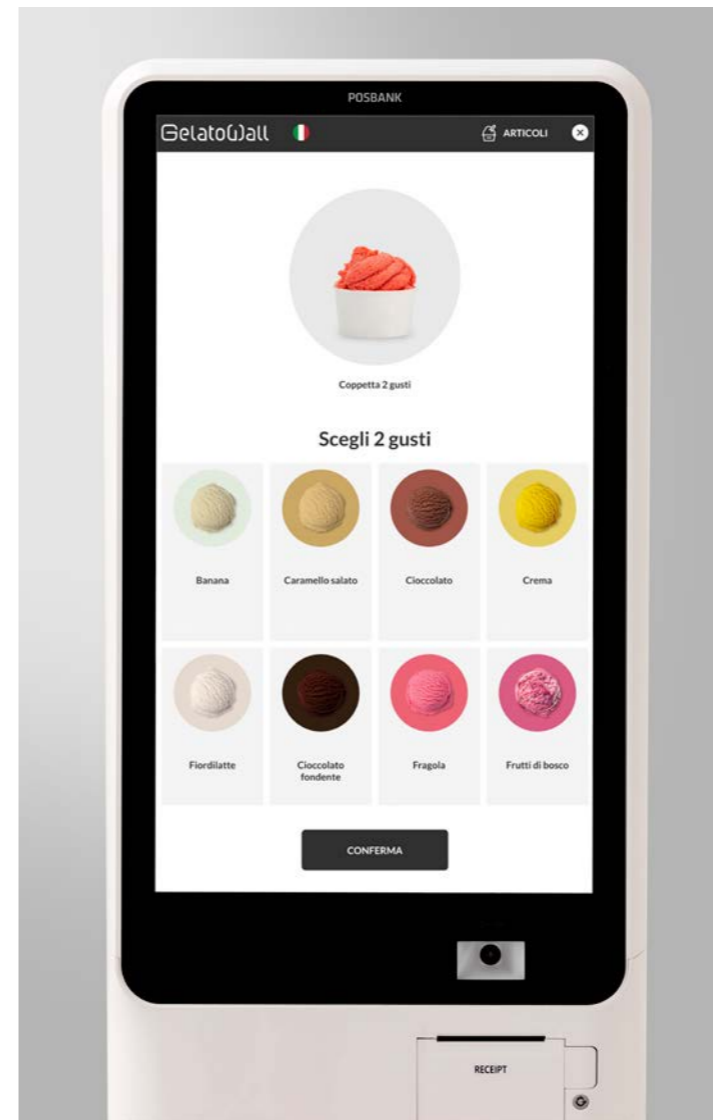 POSBANK
GelatoWall
ARTICOLI
Coppetta 2 gusti
Scegli 2 gusti
Banana
Caramello salato
Cioccolato
Crema
Fiordilatte
Cioccolato
fondente
Fragola
Frutti di bosco
CONFERMA
RECEIPT